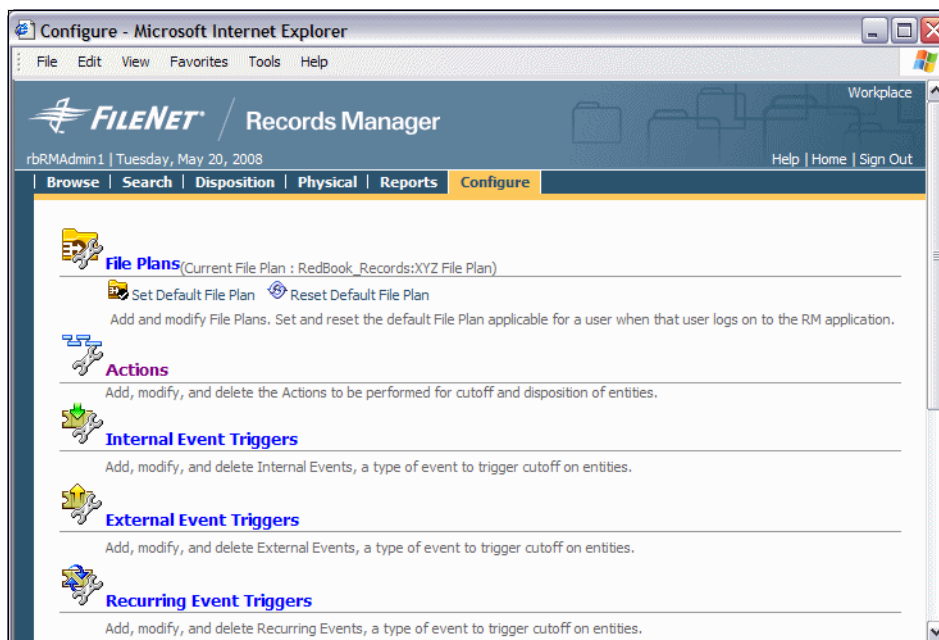 Configure - Microsoft Internet Explorer
File Edit View Favorites Tools Help
Workplace
FILENET Records Manager
rbRMAdmin1 | Tuesday, May 20, 2008
Help | Home | Sign Out
| Browse | Search | Disposition | Physical | Reports Configure
File Plans(Current File Plan : RedBook_Records:XYZ File Plan)
Set Default File Plan Reset Default File Plan
Add and modify File Plans. Set and reset the default File Plan applicable for a user when that user logs on to the RM application.
Actions
Add, modify, and delete the Actions to be performed for cutoff and disposition of entities.
Internal Event Triggers
Add, modify, and delete Internal Events, a type of event to trigger cutoff on entities.
External Event Triggers
Add, modify, and delete External Events, a type of event to trigger cutoff on entities.
Recurring Event Triggers
Add, modify, and delete Recurring Events, a type of event to trigger cutoff on entities.